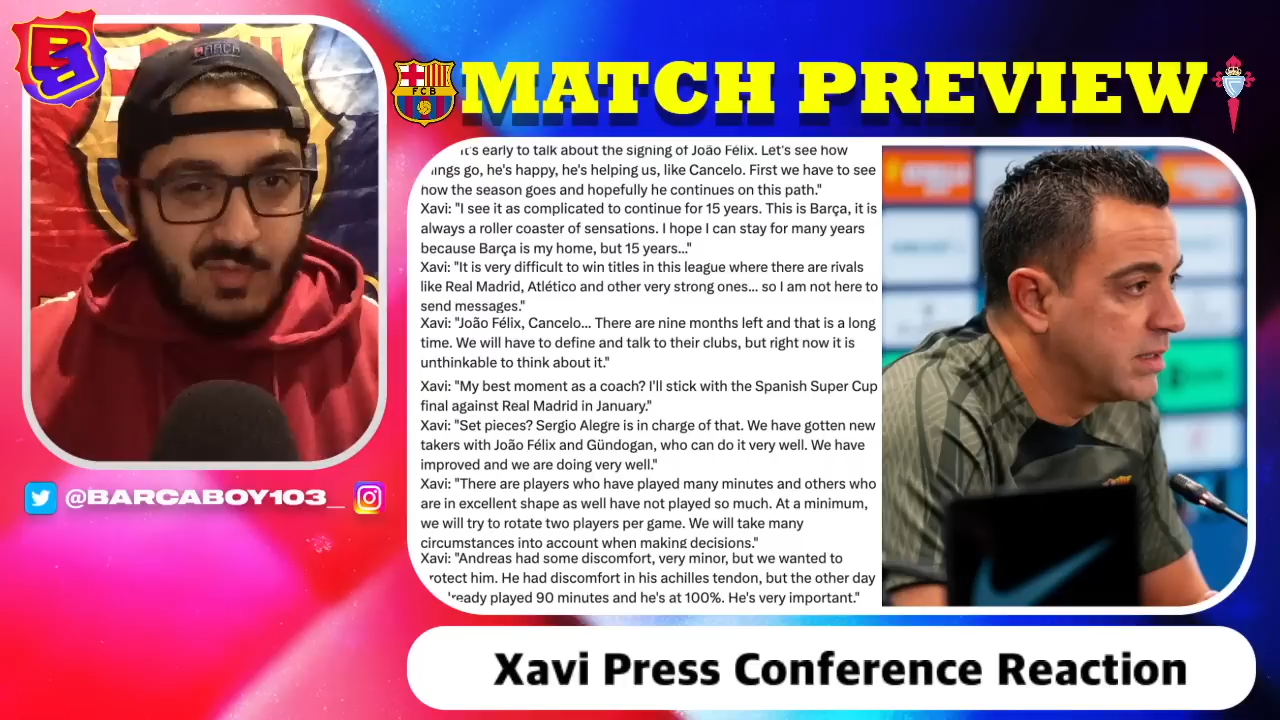 MATCH PREVIEW
FCB
it's early to talk about the signing of João Félix. Let's see how
ings go, he's happy, he's helping us, like Cancelo. First we have to see
how the season goes and hopefully he continues on this path."
Xavi: "I see it as complicated to continue for 15 years. This is Barça, it is
always a roller coaster of sensations. I hope I can stay for many years
because Barça is my home, but 15 years..."
Xavi: "It is very difficult to win titles in this league where there are rivals
like Real Madrid, Atlético and other very strong ones... so I am not here to
send messages."
Xavi: "João Félix, Cancelo... There are nine months left and that is a long
time. We will have to define and talk to their clubs, but right now it is
unthinkable to think about it."
Xavi: "My best moment as a coach? I'll stick with the Spanish Super Cup
final against Real Madrid in January."
Xavi: "Set pieces? Sergio Alegre is in charge of that. We have gotten new
takers with João Félix and Gündogan, who can do it very well. We have
improved and we are doing very well."
Xavi: "There are players who have played many minutes and others who
are in excellent shape as well have not played so much. At a minimum,
we will try to rotate two players per game. We will take many
circumstances into account when making decisions."
Xavi: "Andreas had some discomfort, very minor, but we wanted to
rotect him. He had discomfort in his achilles tendon, but the other day
ready played 90 minutes and he's at 100%. He's very important."
@BARCABOY103_
Xavi Press Conference Reaction